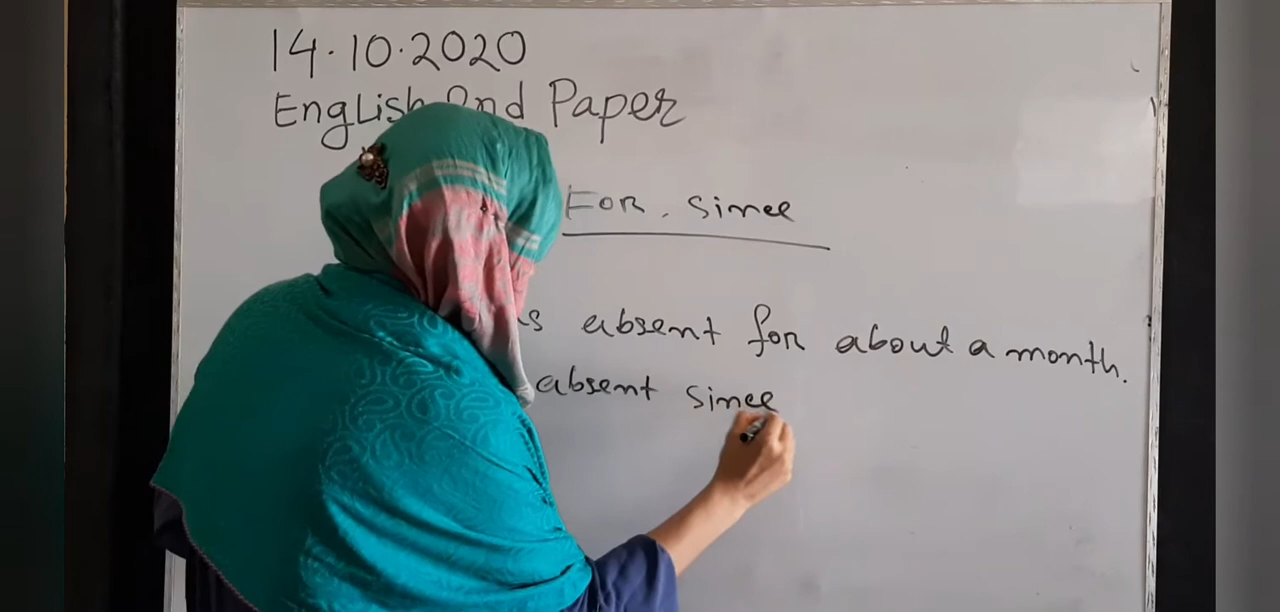 14.10.2020
English 2nd Paper
For, Since
absent for about a month.
absent since